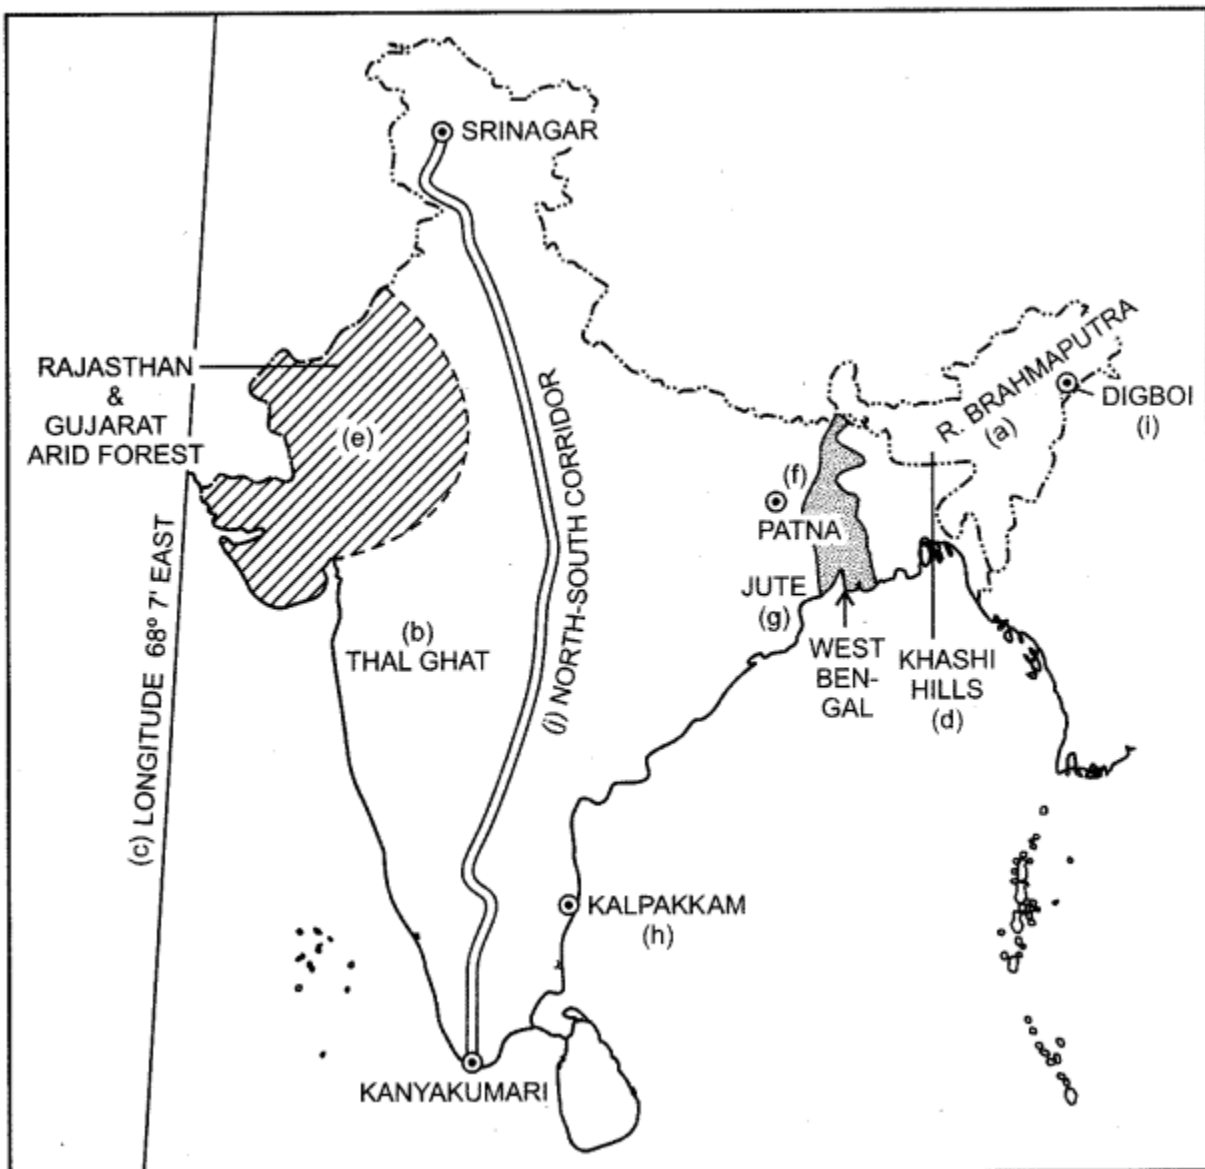 SRINAGAR
RAJASTHAN
&
GUJARAT
ARID FOREST
(e)
(j) NORTH-SOUTH CORRIDOR
R. BRAHMAPUTRA
(a)
DIGBOI
(i)
(f)
PATNA
JUTE
(g)
WEST
BEN-
GAL
KHASHI
HILLS
(d)
(b)
THAL GHAT
(c) LONGITUDE 68° 7' EAST
KALPAKKAM
(h)
KANYAKUMARI